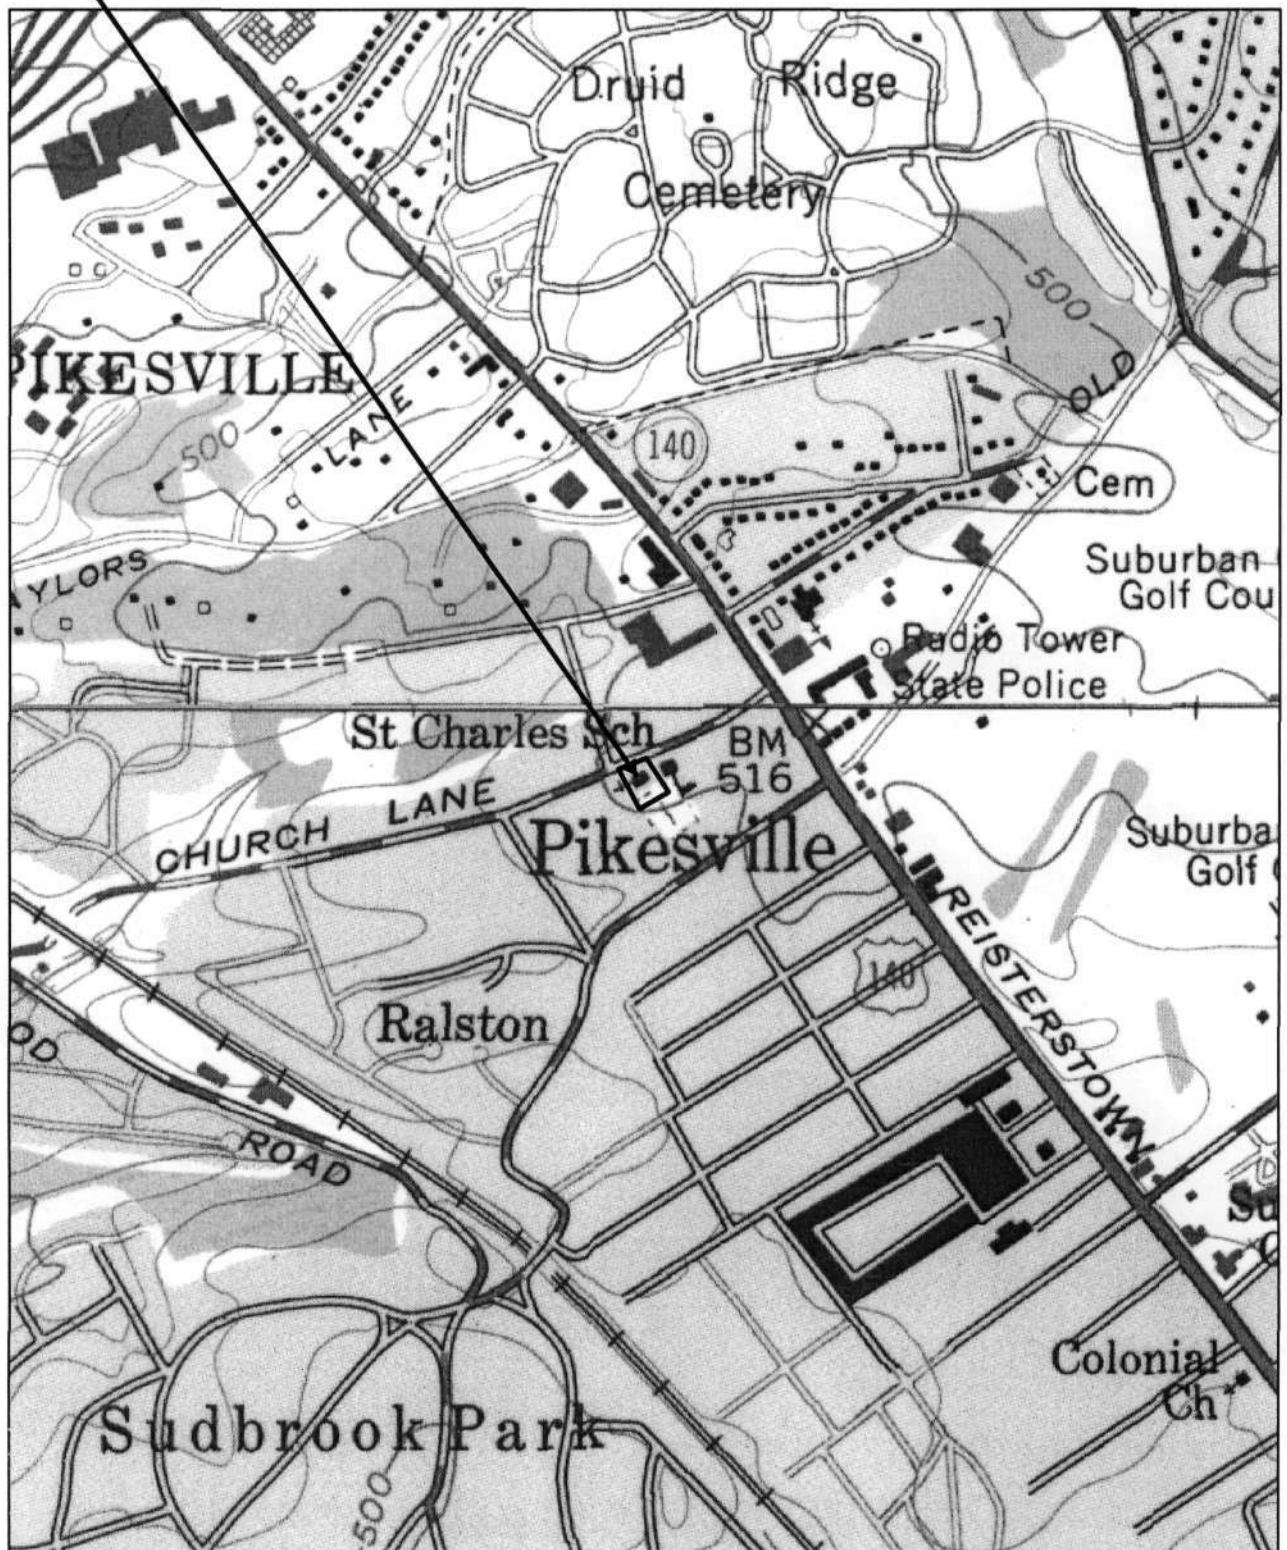 Druid Ridge
Cemetery
PIKESVILLE
500
LANE
500
140
OLD
Cem
AYLORS
Suburban
Golf Cou
Radio Tower
State Police
St Charles Sch
BM
516
CHURCH LANE
Pikesville
Suburba
Golf
REISTERSTOWN
140
Ralston
OD
ROAD
Su
C
Colonial
Ch
Sudbrook Park
500